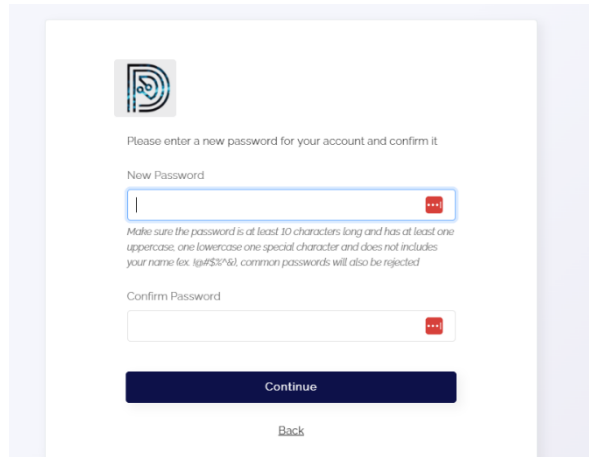 Please enter a new password for your account and confirm it
New Password
Make sure the password is at least 10 characters long and has at least one
uppercase, one lowercase one special character and does not includes
your name (ex. !@#$%^&), common passwords will also be rejected
Confirm Password
Continue
Back